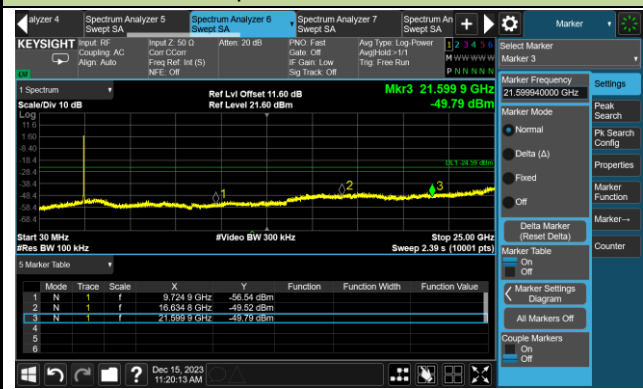 alyzer 4
Spectrum Analyzer 5
Swept SA
Spectrum Analyzer 6
Swept SA
Spectrum Analyzer 7
Swept SA
Spectrum An
Swept SA
+
Marker
KEYSIGHT
Input: RF
Coupling: AC
Align: Auto
Input Z: 50 Ω
Corr CCorr
Freq Ref: Int (S)
NFE: Off
Atten: 20 dB
PNO: Fast
Gate: Off
IF Gain: Low
Sig Track: Off
Avg Type: Log-Power
Avg|Hold:>1/1
Trig: Free Run
1 2 3 4 5 6
M W W W W W
P N N N N N
LW
Select Marker
Marker 3
1 Spectrum
Scale/Div 10 dB
Log
Ref Lvl Offset 11.60 dB
Ref Level 21.60 dBm
Mkr3 21.599 9 GHz
-49.79 dBm
11.6
1.60
-8.40
-18.4
-28.4
-38.4
-48.4
-58.4
-68.4
DL1 -24.59 dBm
1
2
3
Start 30 MHz
#Res BW 100 kHz
#Video BW 300 kHz
Stop 25.00 GHz
Sweep 2.39 s (10001 pts)
5 Marker Table
Mode Trace Scale X Y Function Function Width Function Value
1 N 1 f 9.724 9 GHz -56.54 dBm
2 N 1 f 16.634 8 GHz -49.52 dBm
3 N 1 f 21.599 9 GHz -49.79 dBm
4
5
6
Marker Frequency
21.599940000 GHz
Marker Mode
Normal
Delta (Δ)
Fixed
Off
Delta Marker
(Reset Delta)
Marker Table
On
Off
Marker Settings
Diagram
All Markers Off
Couple Markers
On
Off
Settings
Peak
Search
Pk Search
Config
Properties
Marker
Function
Marker→
Counter
?
Dec 15, 2023
11:20:13 AM